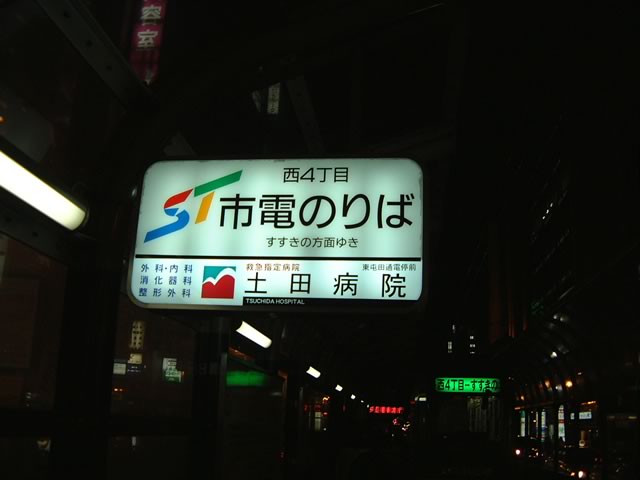 容室
西4丁目
ST 市電のりば
すすきの方面ゆき
外科・内科
消化器科
整形外科
救急指定病院
東屯田通電停前
土田病院
TSUCHIDA HOSPITAL
西4丁目-すすきの